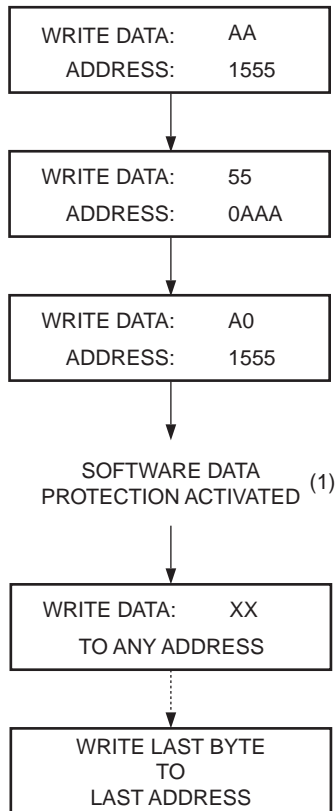 WRITE DATA: AA
ADDRESS: 1555
WRITE DATA: 55
ADDRESS: 0AAA
WRITE DATA: A0
ADDRESS: 1555
SOFTWARE DATA
PROTECTION ACTIVATED (1)
WRITE DATA: XX
TO ANY ADDRESS
WRITE LAST BYTE
TO
LAST ADDRESS